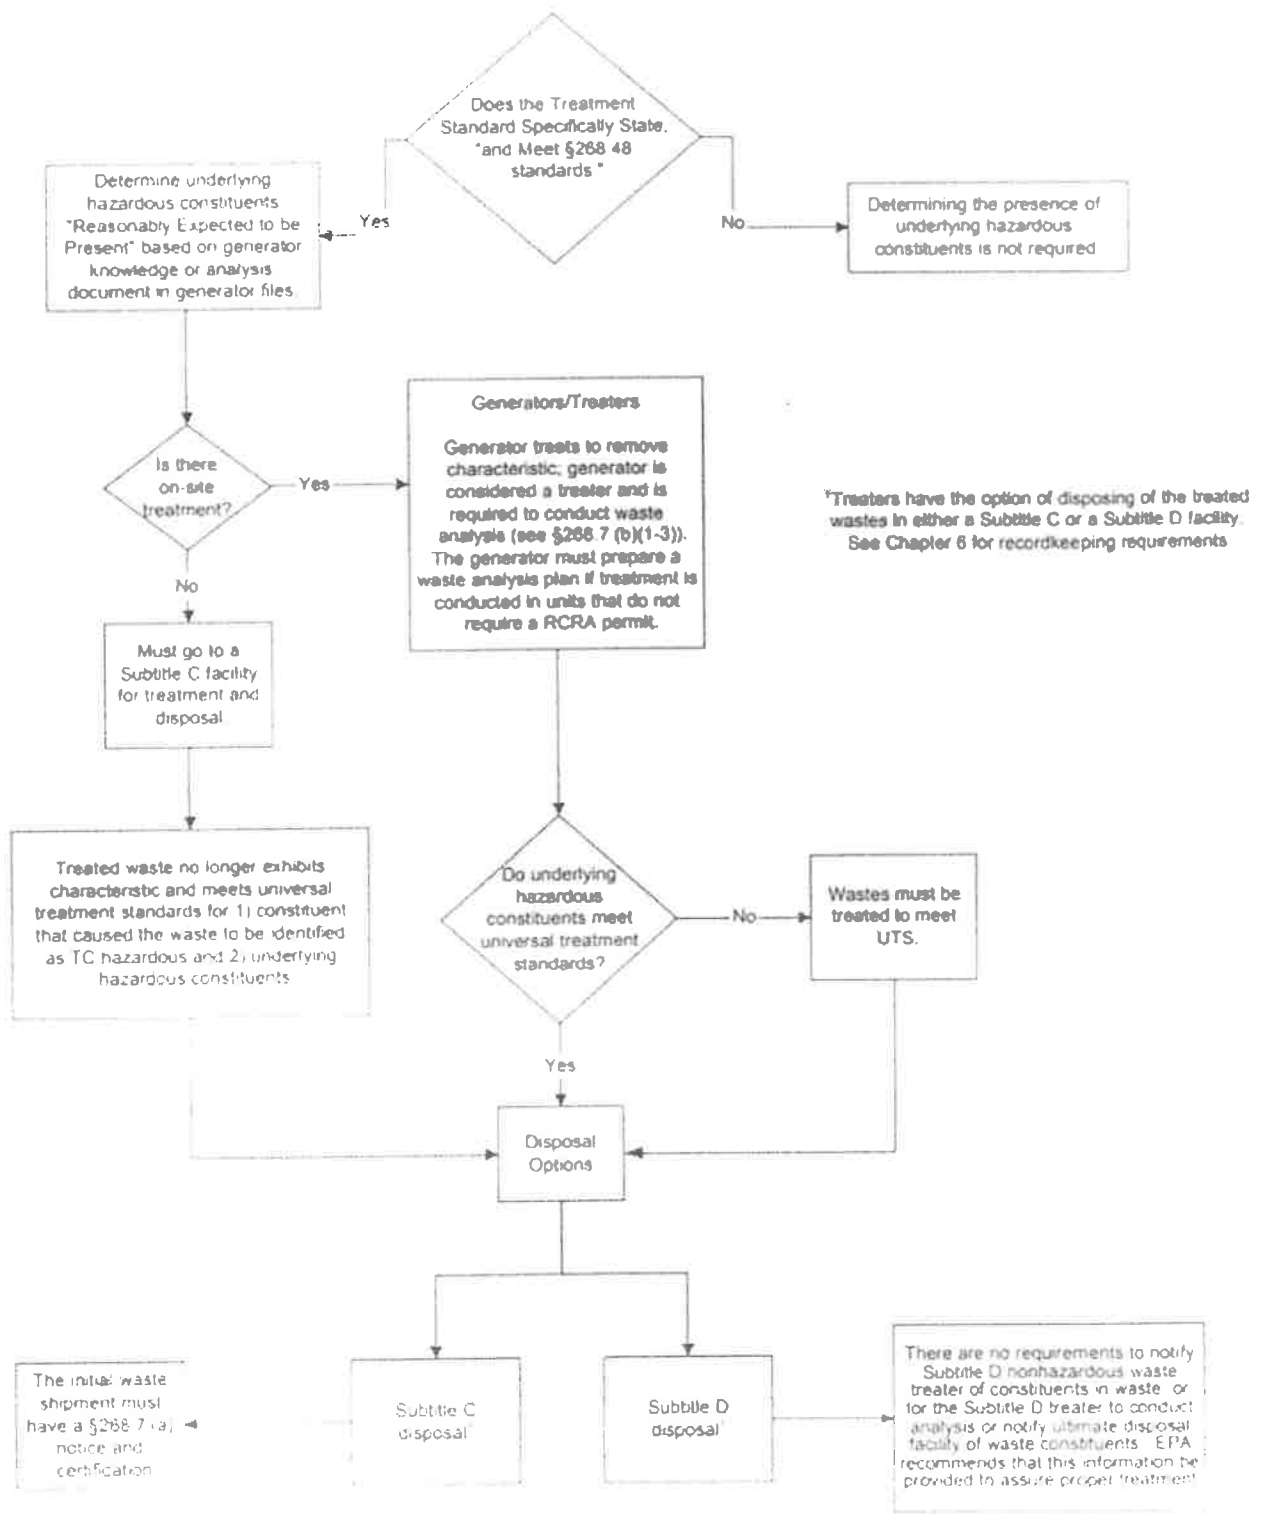 Does the Treatment
Standard Specifically State,
"and Meet §268 48
standards "
Yes
No
Determine underlying
hazardous constituents
"Reasonably Expected to be
Present" based on generator
knowledge or analysis
document in generator files.
Determining the presence of
underlying hazardous
constituents is not required
Is there
on-site
treatment?
Yes
No
Generators/Treaters
Generator treats to remove
characteristic; generator is
considered a treater and is
required to conduct waste
analysis (see §268.7 (b)(1-3)).
The generator must prepare a
waste analysis plan if treatment is
conducted in units that do not
require a RCRA permit.
*Treaters have the option of disposing of the treated
wastes in either a Subtitle C or a Subtitle D facility.
See Chapter 6 for recordkeeping requirements
Must go to a
Subtitle C facility
for treatment and
disposal
Treated waste no longer exhibits
characteristic and meets universal
treatment standards for 1) constituent
that caused the waste to be identified
as TC hazardous and 2) underlying
hazardous constituents
Do underlying
hazardous
constituents meet
universal treatment
standards?
No
Wastes must be
treated to meet
UTS.
Yes
Disposal
Options
The initial waste
shipment must
have a §268 7 (a)
notice and
certification
Subtitle C
disposal*
Subtitle D
disposal*
There are no requirements to notify
Subtitle D nonhazardous waste
treater of constituents in waste or
for the Subtitle D treater to conduct
analysis or notify ultimate disposal
facility of waste constituents EPA
recommends that this information be
provided to assure proper treatment